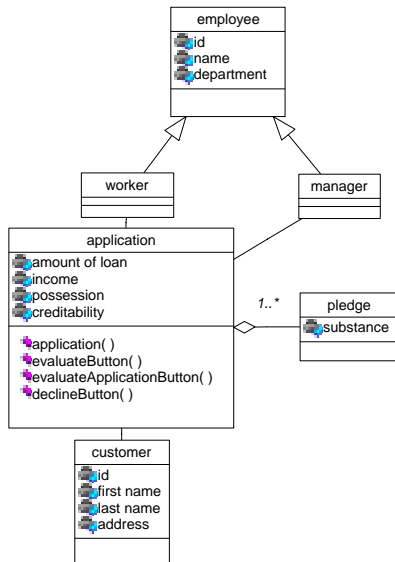 employee
id
name
department
worker
manager
application
amount of loan
income
possession
creditability
application( )
evaluateButton( )
evaluateApplicationButton( )
declineButton( )
1..*
pledge
substance
customer
id
first name
last name
address